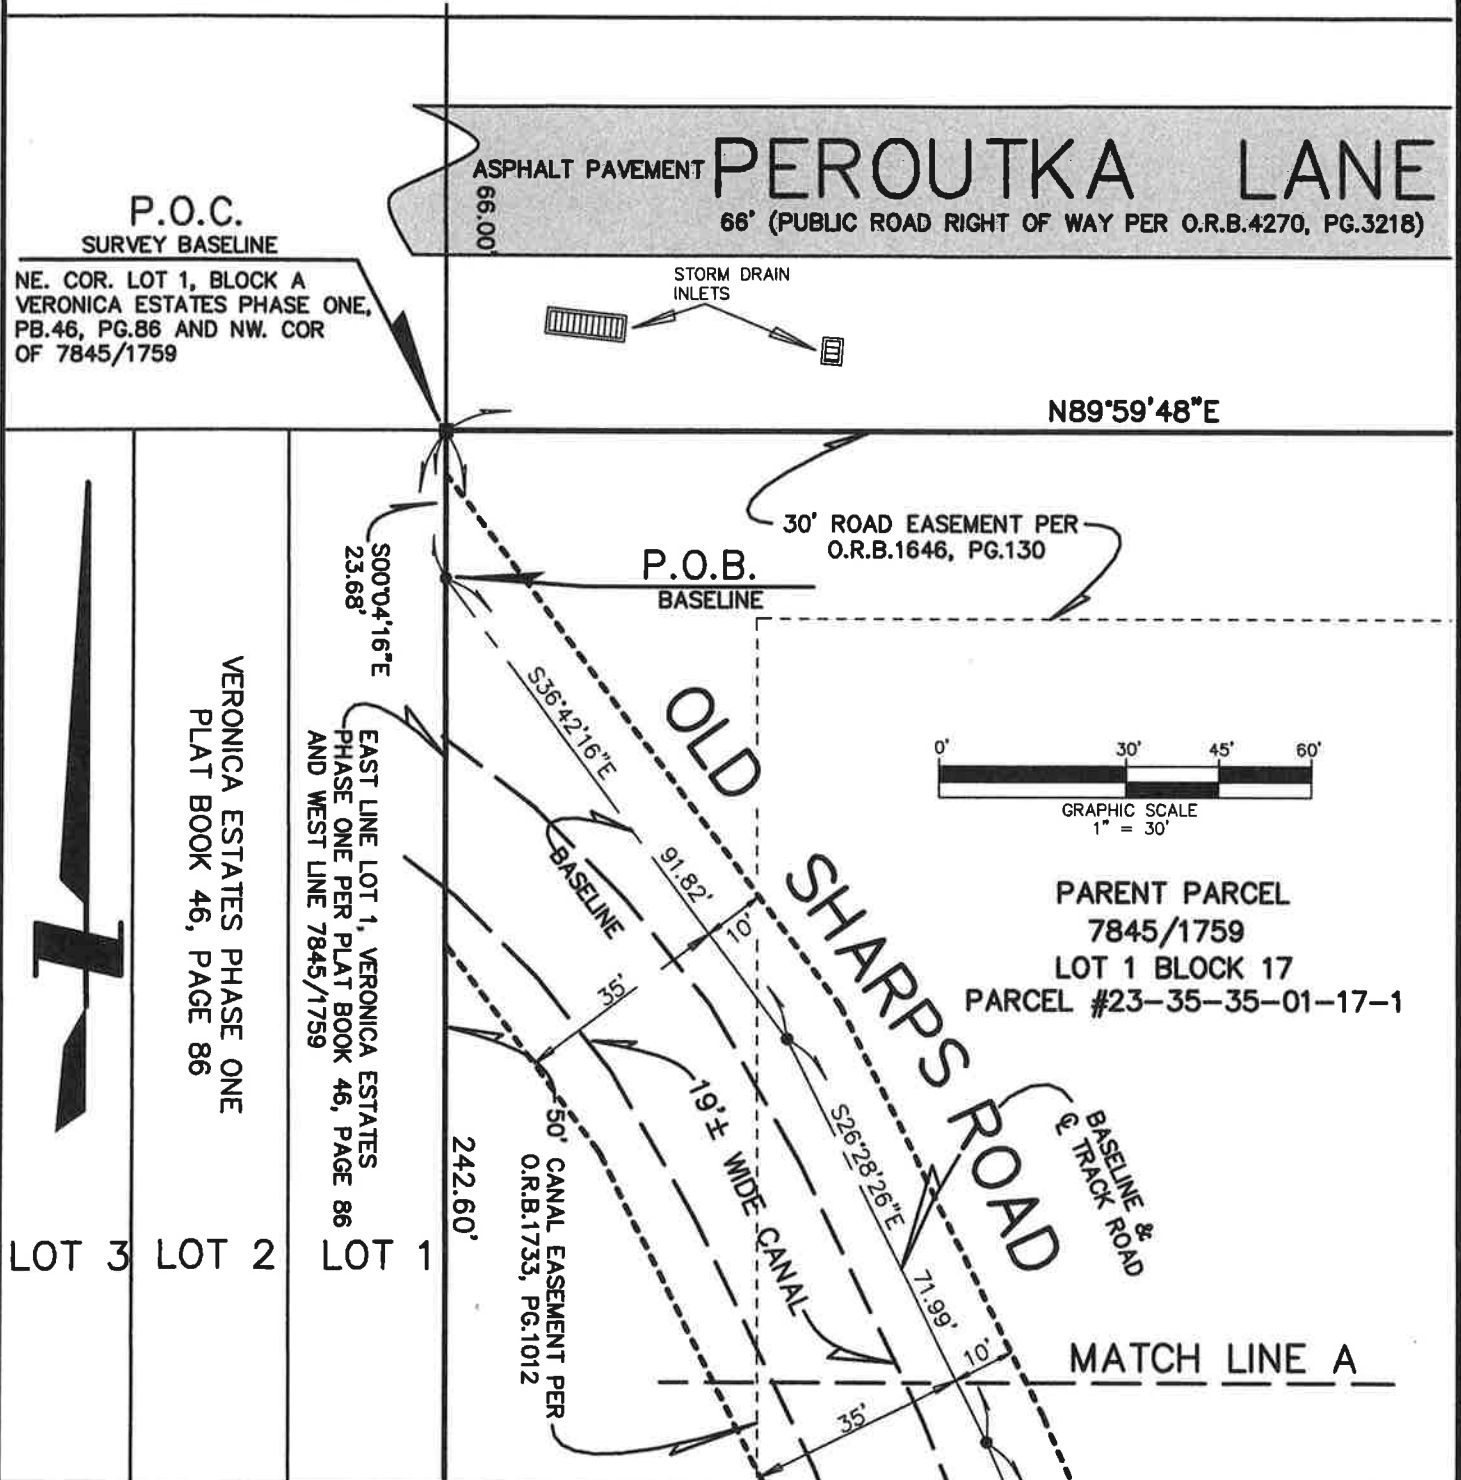 ASPHALT PAVEMENT
PEROUTKA LANE
66' (PUBLIC ROAD RIGHT OF WAY PER O.R.B.4270, PG.3218)
66.00'
P.O.C.
SURVEY BASELINE
NE. COR. LOT 1, BLOCK A
VERONICA ESTATES PHASE ONE,
PB.46, PG.86 AND NW. COR
OF 7845/1759
STORM DRAIN
INLETS
N89°59'48"E
30' ROAD EASEMENT PER
O.R.B.1646, PG.130
S00°04'16"E
23.68'
P.O.B.
BASELINE
S36°42'16"E
91.82'
BASELINE
10'
35'
OLD SHARPS ROAD
0' 30' 45' 60'
GRAPHIC SCALE
1" = 30'
PARENT PARCEL
7845/1759
LOT 1 BLOCK 17
PARCEL #23-35-35-01-17-1
VERONICA ESTATES PHASE ONE
PLAT BOOK 46, PAGE 86
EAST LINE LOT 1, VERONICA ESTATES
PHASE ONE PER PLAT BOOK 46, PAGE 86
AND WEST LINE 7845/1759
242.60'
50' CANAL EASEMENT PER
O.R.B.1733, PG.1012
19'± WIDE CANAL
S26°28'26"E
71.99'
BASELINE &
℄ TRACK ROAD
LOT 3
LOT 2
LOT 1
10'
35'
MATCH LINE A